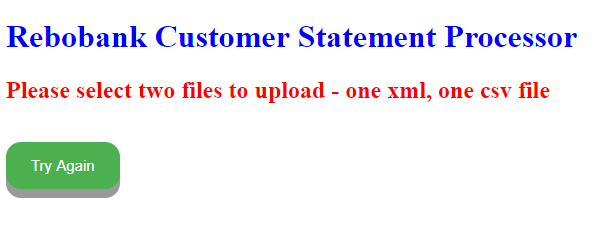 Rebobank Customer Statement Processor
Please select two files to upload - one xml, one csv file
Try Again